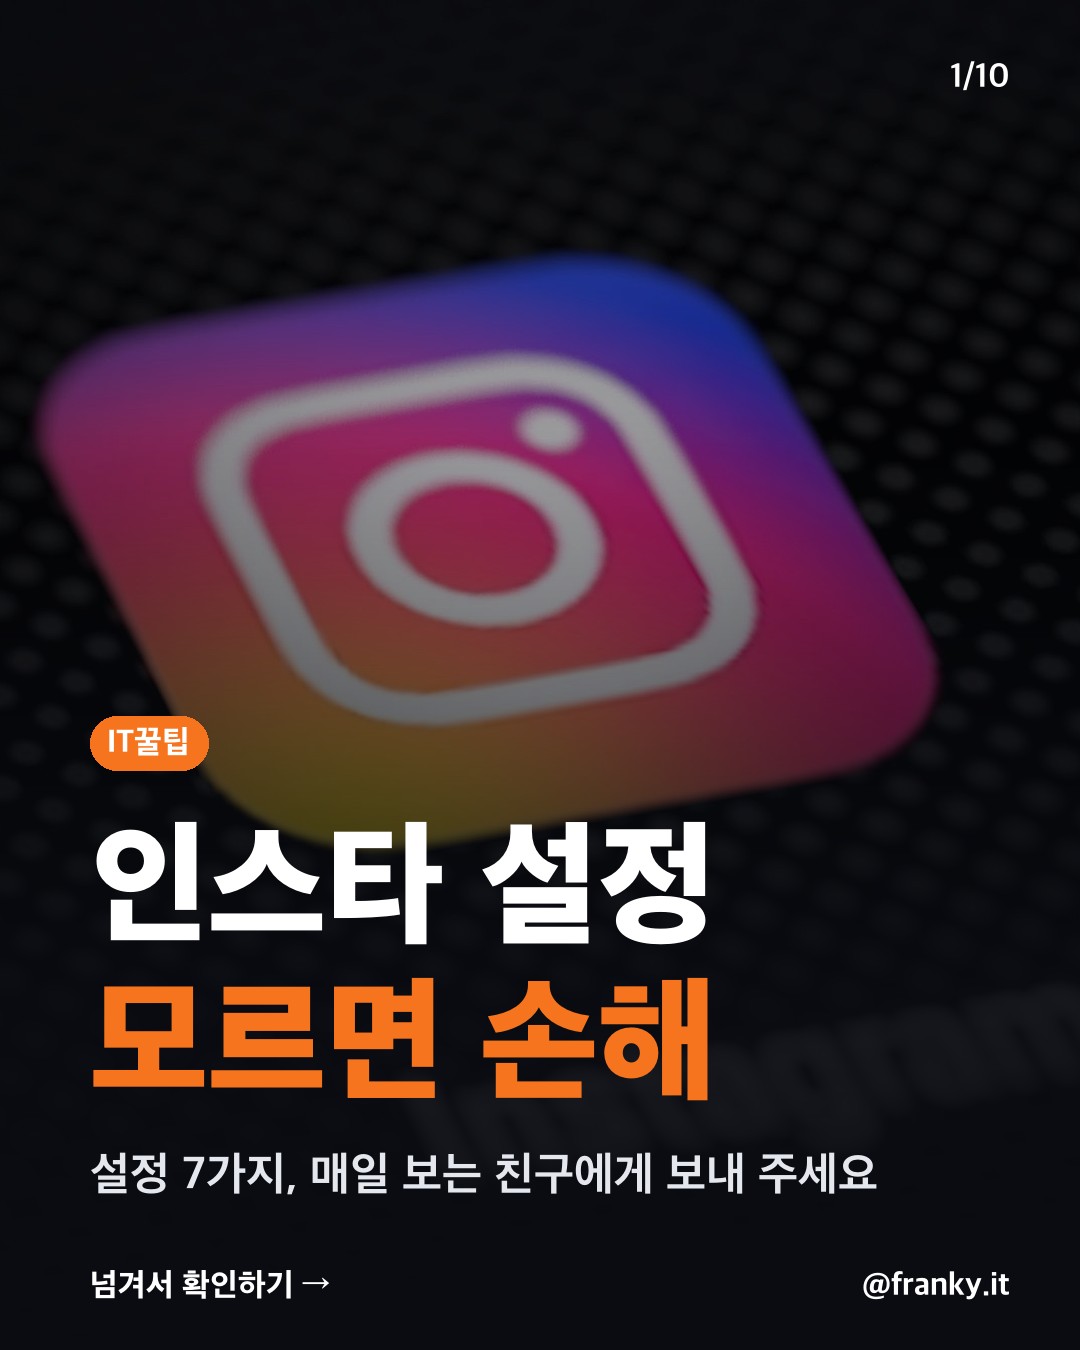 1/10
IT꿀팁
인스타 설정
모르면 손해
설정 7가지, 매일 보는 친구에게 보내 주세요
넘겨서 확인하기 →
@franky.it